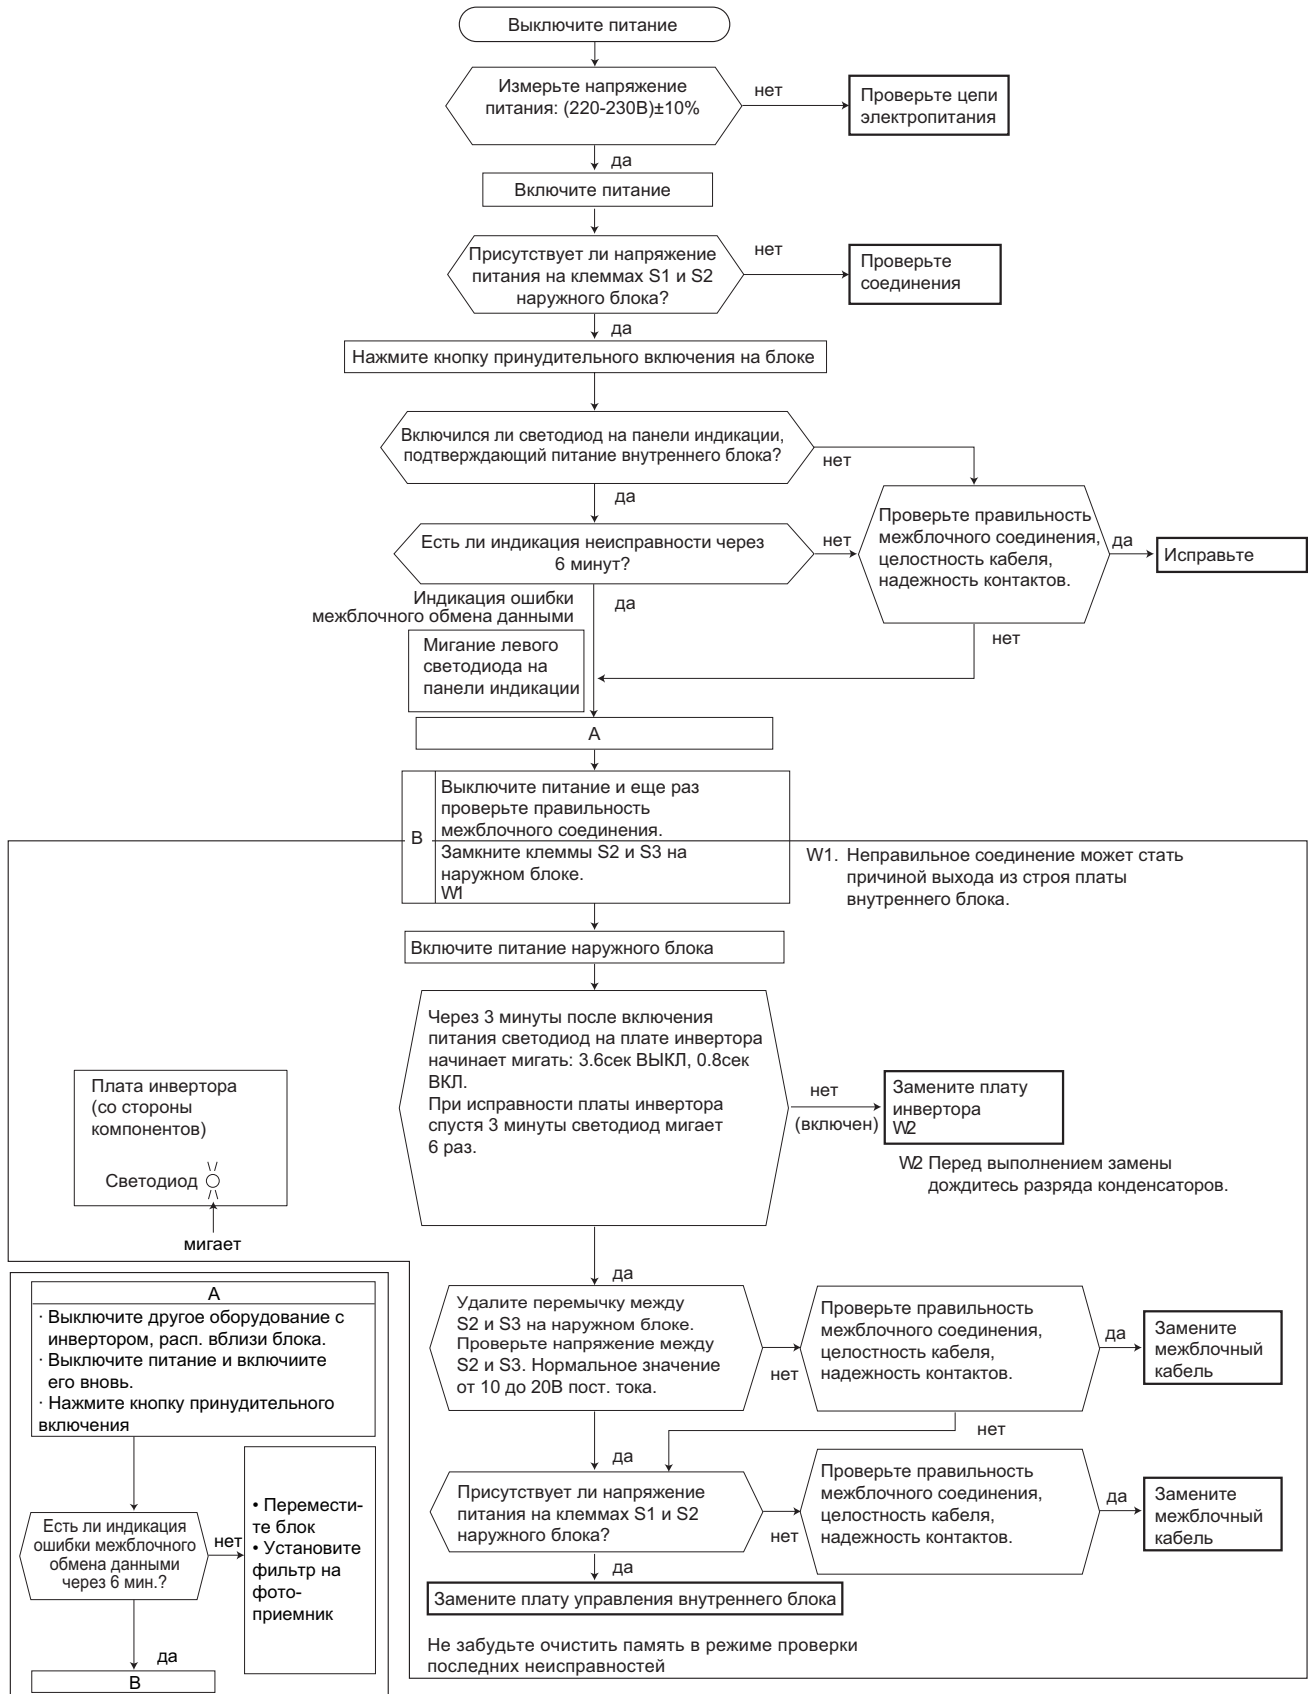 Выключите питание
Измерьте напряжение
питания: (220-230В)±10%
нет
Проверьте цепи
электропитания
да
Включите питание
Присутствует ли напряжение
питания на клеммах S1 и S2
наружного блока?
нет
Проверьте
соединения
да
Нажмите кнопку принудительного включения на блоке
Включился ли светодиод на панели индикации,
подтверждающий питание внутреннего блока?
нет
да
Есть ли индикация неисправности через
6 минут?
нет
Проверьте правильность
межблочного соединения,
целостность кабеля,
надежность контактов.
да
Исправьте
нет
Индикация ошибки
межблочного обмена данными
да
Мигание левого
светодиода на
панели индикации
A
B
Выключите питание и еще раз
проверьте правильность
межблочного соединения.
Замкните клеммы S2 и S3 на
наружном блоке.
W1
W1. Неправильное соединение может стать
причиной выхода из строя платы
внутреннего блока.
Включите питание наружного блока
Через 3 минуты после включения
питания светодиод на плате инвертора
начинает мигать: 3.6сек ВЫКЛ, 0.8сек
ВКЛ.
При исправности платы инвертора
спустя 3 минуты светодиод мигает
6 раз.
нет
(включен)
Замените плату
инвертора
W2
W2 Перед выполнением замены
дождитесь разряда конденсаторов.
Плата инвертора
(со стороны
компонентов)
Светодиод
мигает
да
Удалите перемычку между
S2 и S3 на наружном блоке.
Проверьте напряжение между
S2 и S3. Нормальное значение
от 10 до 20В пост. тока.
нет
Проверьте правильность
межблочного соединения,
целостность кабеля,
надежность контактов.
да
Замените
межблочный
кабель
нет
да
Присутствует ли напряжение
питания на клеммах S1 и S2
наружного блока?
нет
Проверьте правильность
межблочного соединения,
целостность кабеля,
надежность контактов.
да
Замените
межблочный
кабель
да
Замените плату управления внутреннего блока
Не забудьте очистить память в режиме проверки
последних неисправностей
A
· Выключите другое оборудование с
инвертором, расп. вблизи блока.
· Выключите питание и включиите
его вновь.
· Нажмите кнопку принудительного
включения
Есть ли индикация
ошибки межблочного
обмена данными
через 6 мин.?
нет
• Перемести-
те блок
• Установите
фильтр на
фото-
приемник
да
B